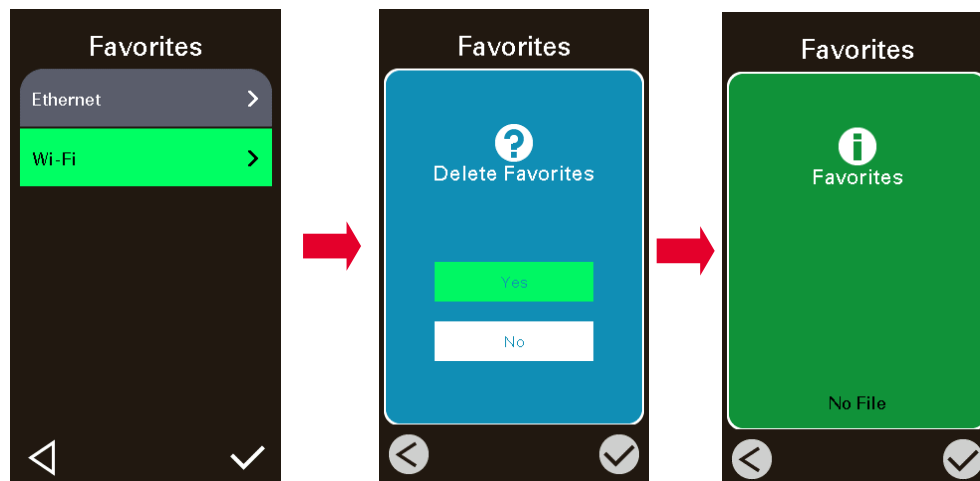 Favorites
Ethernet
Wi-Fi
Favorites
Delete Favorites
Yes
No
Favorites
Favorites
No File